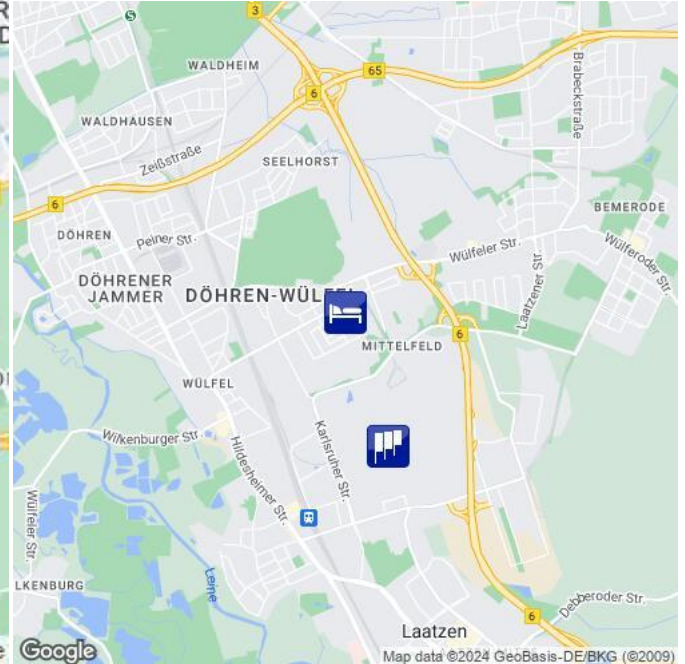 3
S
65
WALDHEIM
6
Brabeckstraße
WALDHAUSEN
Zeißstraße
SEELHORST
6
BEMERODE
DÖHREN
Peiner Str.
Wülfeler Str.
Wülferoder Str.
DÖHRENER
JAMMER
DÖHREN-WÜLFEL
Laatzener Str.
6
MITTELFELD
WÜLFEL
Karlsruher Str.
Wilkenburger Str
Hildesheimer Str.
Wülfeler Str.
Leine
LKENBURG
Debberoder Str.
6
Laatzen
Google
Map data ©2024 GeoBasis-DE/BKG (©2009)